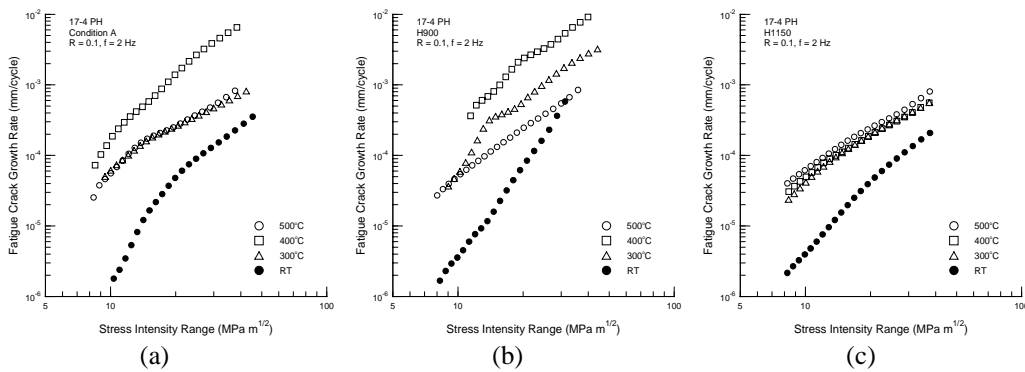 17-4 PH
Condition A
R = 0.1, f = 2 Hz
Fatigue Crack Growth Rate (mm/cycle)
10⁻²
10⁻³
10⁻⁴
10⁻⁵
10⁻⁶
500°C
400°C
300°C
RT
5
10
100
Stress Intensity Range (MPa m^1/2)
(a)
17-4 PH
H900
R = 0.1, f = 2 Hz
Fatigue Crack Growth Rate (mm/cycle)
10⁻²
10⁻³
10⁻⁴
10⁻⁵
10⁻⁶
500°C
400°C
300°C
RT
5
10
100
Stress Intensity Range (MPa m^1/2)
(b)
17-4 PH
H1150
R = 0.1, f = 2 Hz
Fatigue Crack Growth Rate (mm/cycle)
10⁻²
10⁻³
10⁻⁴
10⁻⁵
10⁻⁶
500°C
400°C
300°C
RT
5
10
100
Stress Intensity Range (MPa m^1/2)
(c)